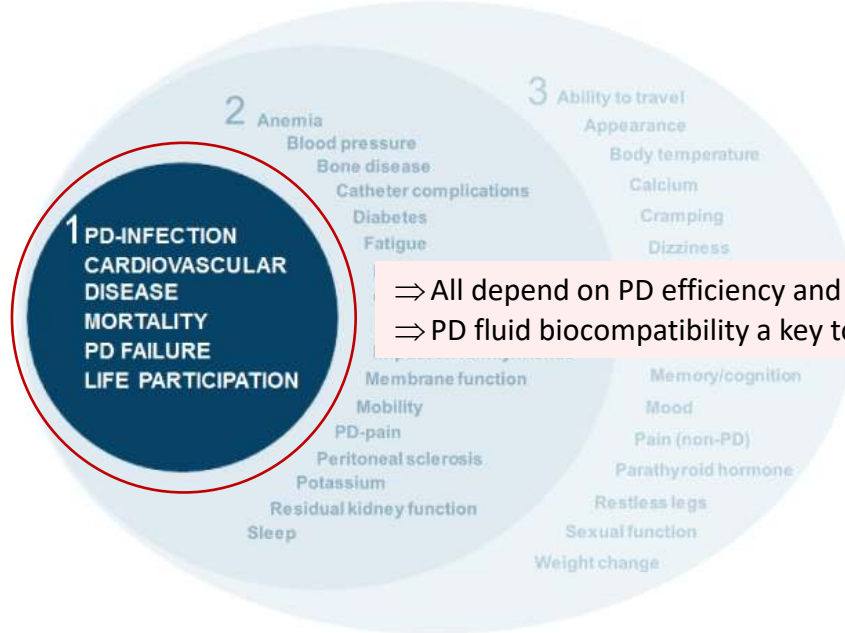 1 PD-INFECTION
CARDIOVASCULAR
DISEASE
MORTALITY
PD FAILURE
LIFE PARTICIPATION
2 Anemia
Blood pressure
Bone disease
Catheter complications
Diabetes
Fatigue
Membrane function
Mobility
PD-pain
Peritoneal sclerosis
Potassium
Residual kidney function
Sleep
3 Ability to travel
Appearance
Body temperature
Calcium
Cramping
Dizziness
Memory/cognition
Mood
Pain (non-PD)
Parathyroid hormone
Restless legs
Sexual function
Weight change
⇒ All depend on PD efficiency and
⇒ PD fluid biocompatibility a key